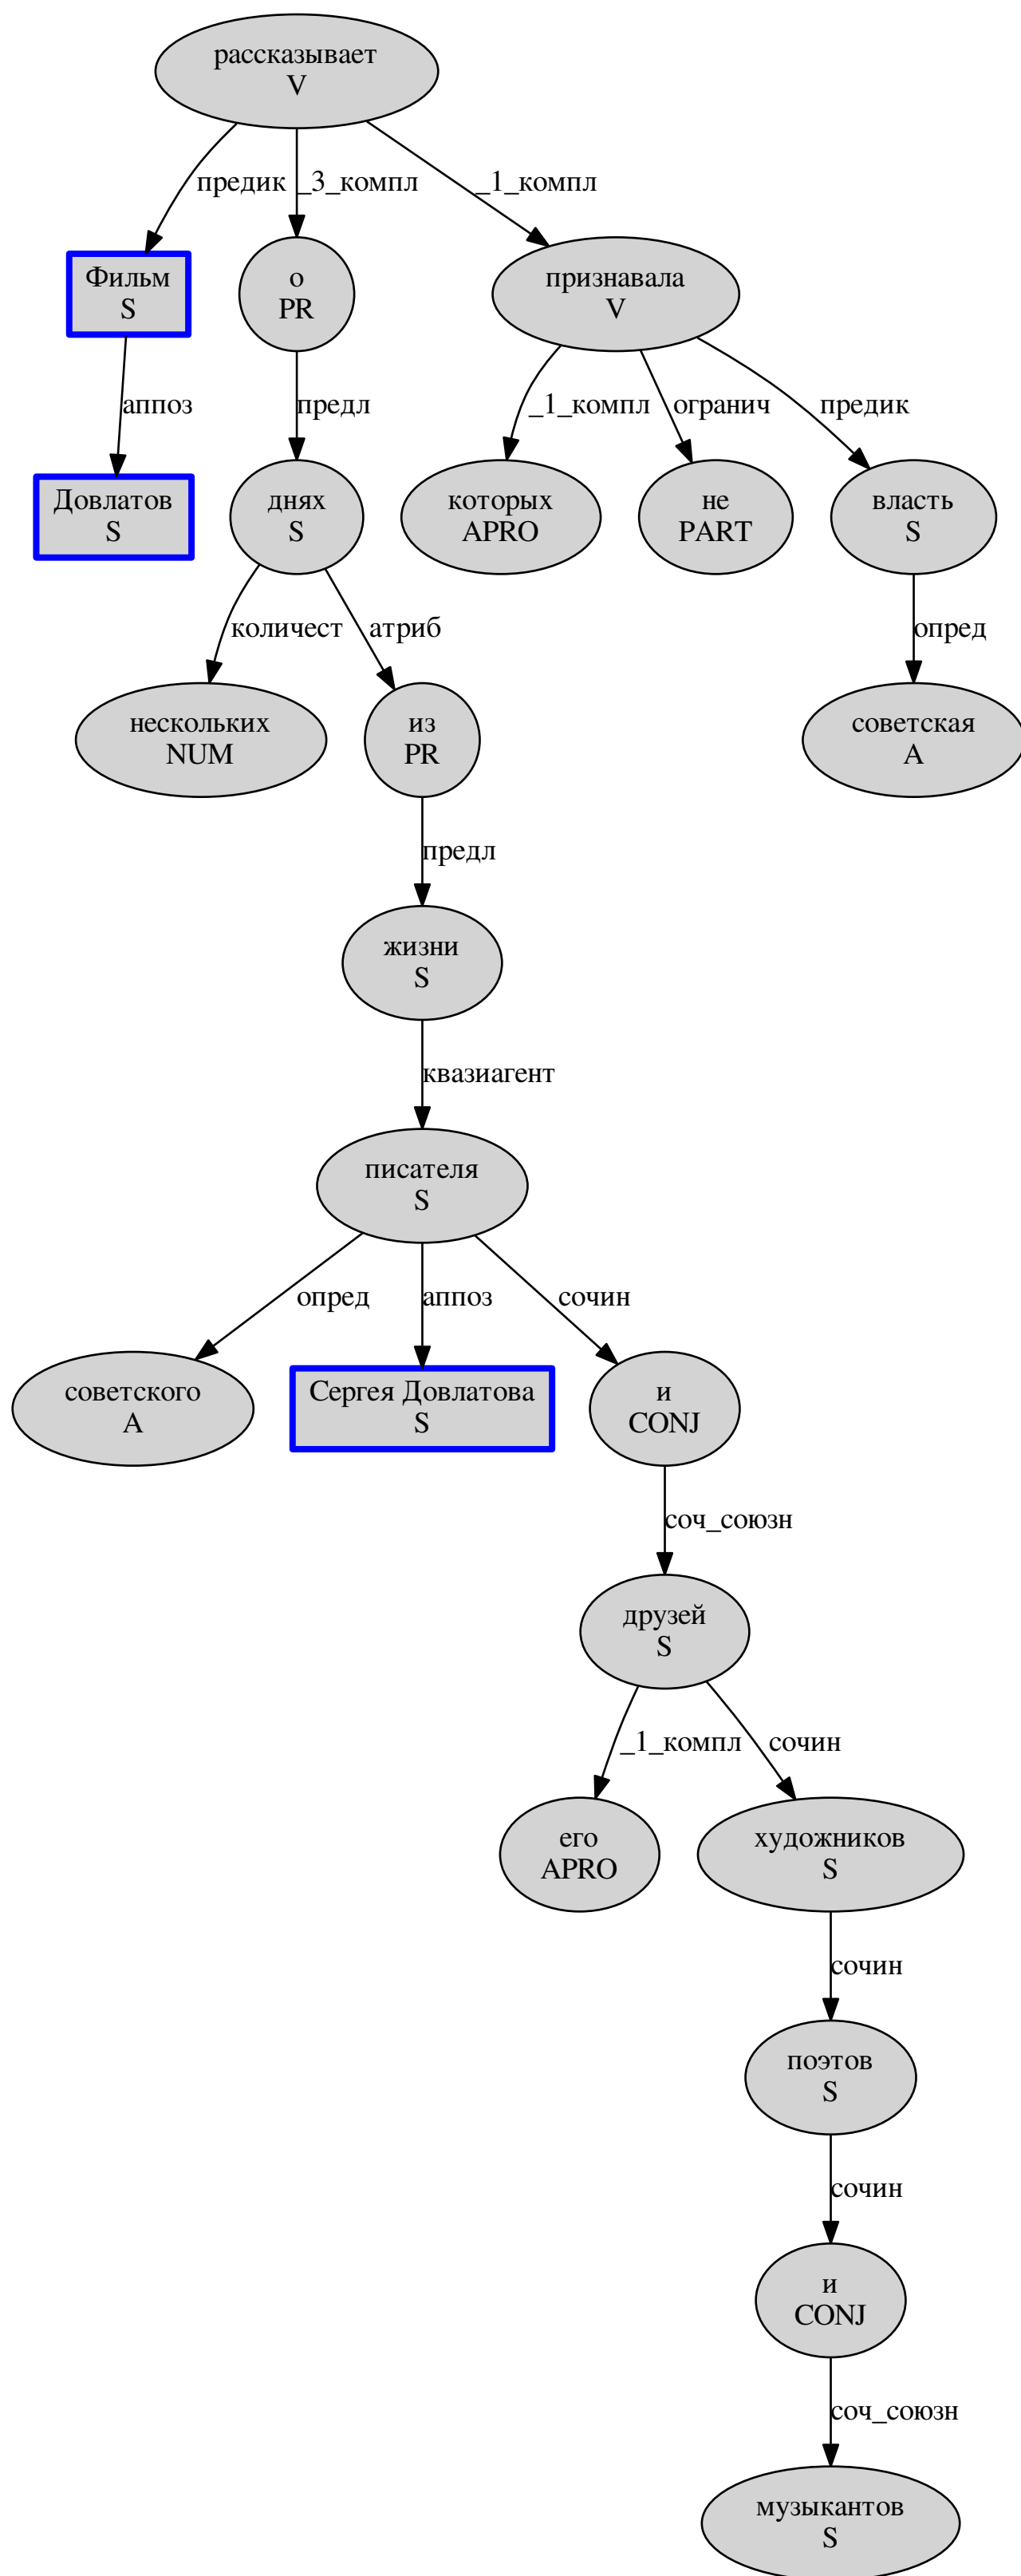 рассказывает
V
предик
_3_компл
_1_компл
Фильм
S
о
PR
признавала
V
аппоз
предл
_1_компл
огранич
предик
Довлатов
S
днях
S
которых
APRO
не
PART
власть
S
количест
атриб
опред
нескольких
NUM
из
PR
советская
A
предл
жизни
S
квазиагент
писателя
S
опред
аппоз
сочин
советского
A
Сергея Довлатова
S
и
CONJ
соч_союзн
друзей
S
_1_компл
сочин
его
APRO
художников
S
сочин
поэтов
S
сочин
и
CONJ
соч_союзн
музыкантов
S